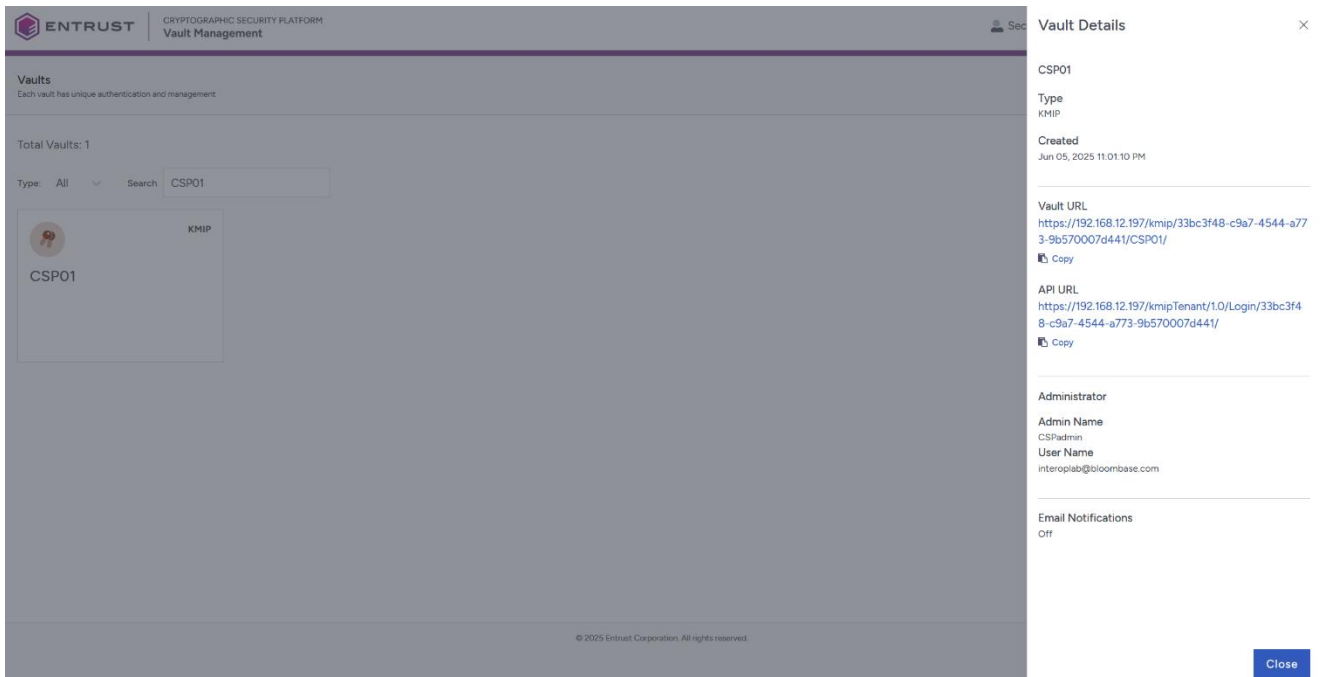 ENTRUST
CRYPTOGRAPHIC SECURITY PLATFORM
Vault Management
Sec
Vaults
Each vault has unique authentication and management
Total Vaults: 1
Type: All
Search CSP01
KMIP
CSP01
© 2025 Entrust Corporation. All rights reserved.
Vault Details
CSP01
Type
KMIP
Created
Jun 05, 2025 11:01:10 PM
Vault URL
https://192.168.12.197/kmip/33bc3f48-c9a7-4544-a77
3-9b570007d441/CSP01/
Copy
API URL
https://192.168.12.197/kmipTenant/1.0/Login/33bc3f4
8-c9a7-4544-a773-9b570007d441/
Copy
Administrator
Admin Name
CSPadmin
User Name
interoplab@bloombase.com
Email Notifications
Off
Close